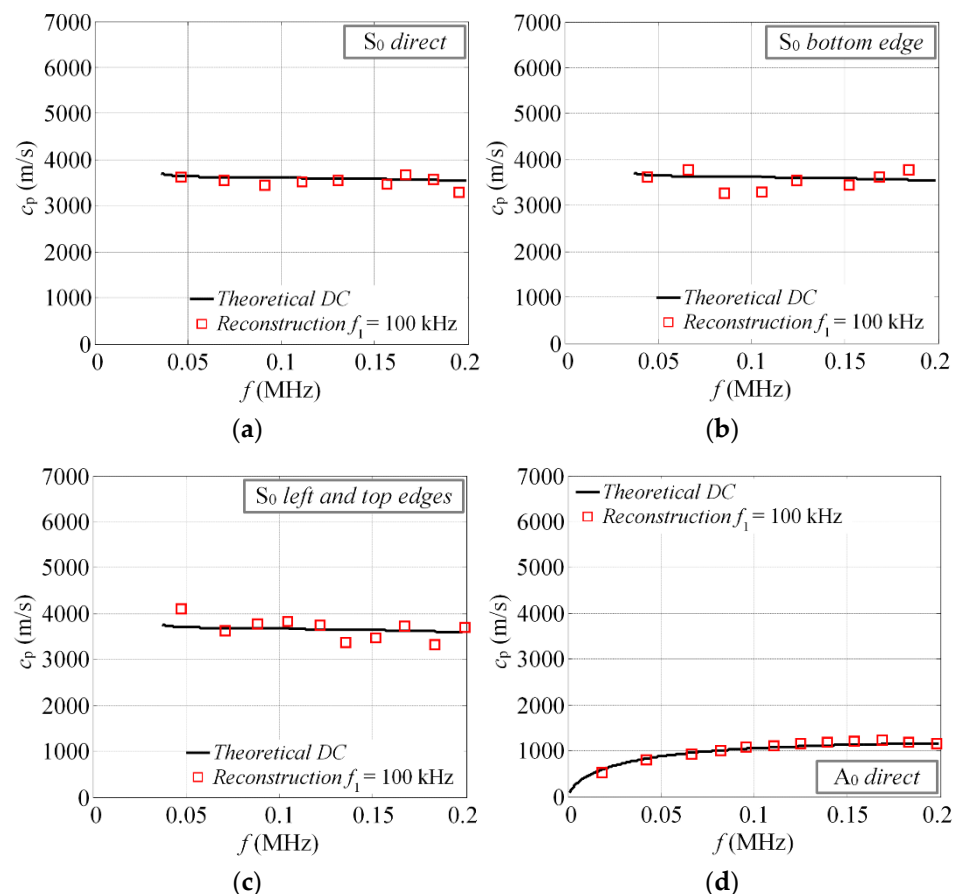 7000
6000
5000
4000
3000
2000
1000
0
cₚ (m/s)
S₀ direct
Theoretical DC
Reconstruction f₁ = 100 kHz
0 0.05 0.1 0.15 0.2
f (MHz)
(a)
7000
6000
5000
4000
3000
2000
1000
0
cₚ (m/s)
S₀ bottom edge
Theoretical DC
Reconstruction f₁ = 100 kHz
0 0.05 0.1 0.15 0.2
f (MHz)
(b)
7000
6000
5000
4000
3000
2000
1000
0
cₚ (m/s)
S₀ left and top edges
Theoretical DC
Reconstruction f₁ = 100 kHz
0 0.05 0.1 0.15 0.2
f (MHz)
(c)
7000
6000
5000
4000
3000
2000
1000
0
cₚ (m/s)
Theoretical DC
Reconstruction f₁ = 100 kHz
A₀ direct
0 0.05 0.1 0.15 0.2
f (MHz)
(d)